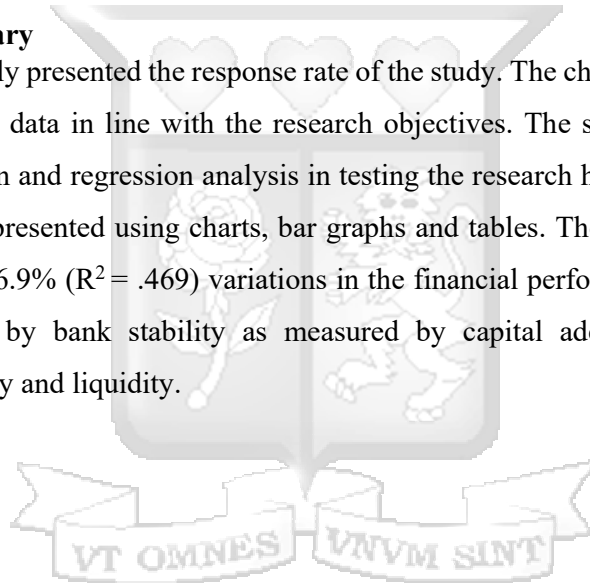 ary
ly presented the response rate of the study. The ch
data in line with the research objectives. The s
n and regression analysis in testing the research h
presented using charts, bar graphs and tables. The
6.9% (R² = .469) variations in the financial perfo
by bank stability as measured by capital ad
y and liquidity.
VT OMNES VNVM SINT